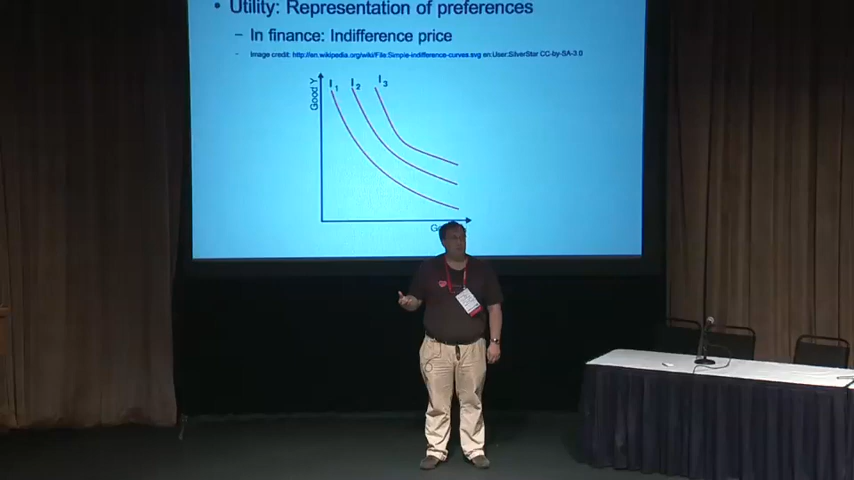 • Utility: Representation of preferences
– In finance: Indifference price
- Image credit: http://en.wikipedia.org/wiki/File:Simple-indifference-curves.svg en:User:SilverStar CC-by-SA-3.0
I1 I2 I3
Good Y